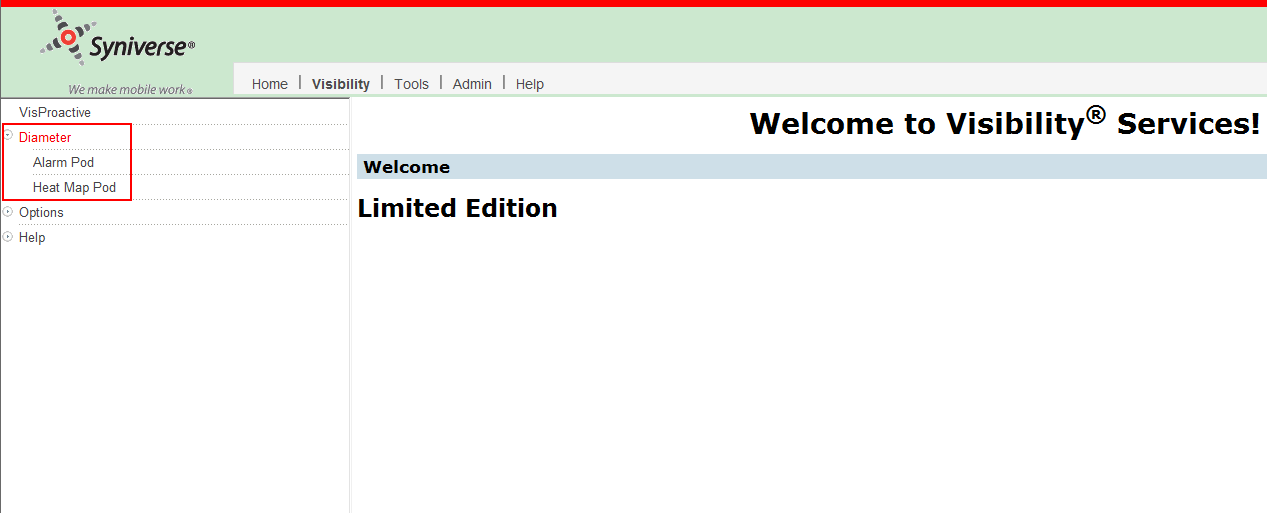 Syniverse®
We make mobile work®
Home | Visibility | Tools | Admin | Help
VisProactive
Diameter
Alarm Pod
Heat Map Pod
Options
Help
Welcome to Visibility® Services!
Welcome
Limited Edition